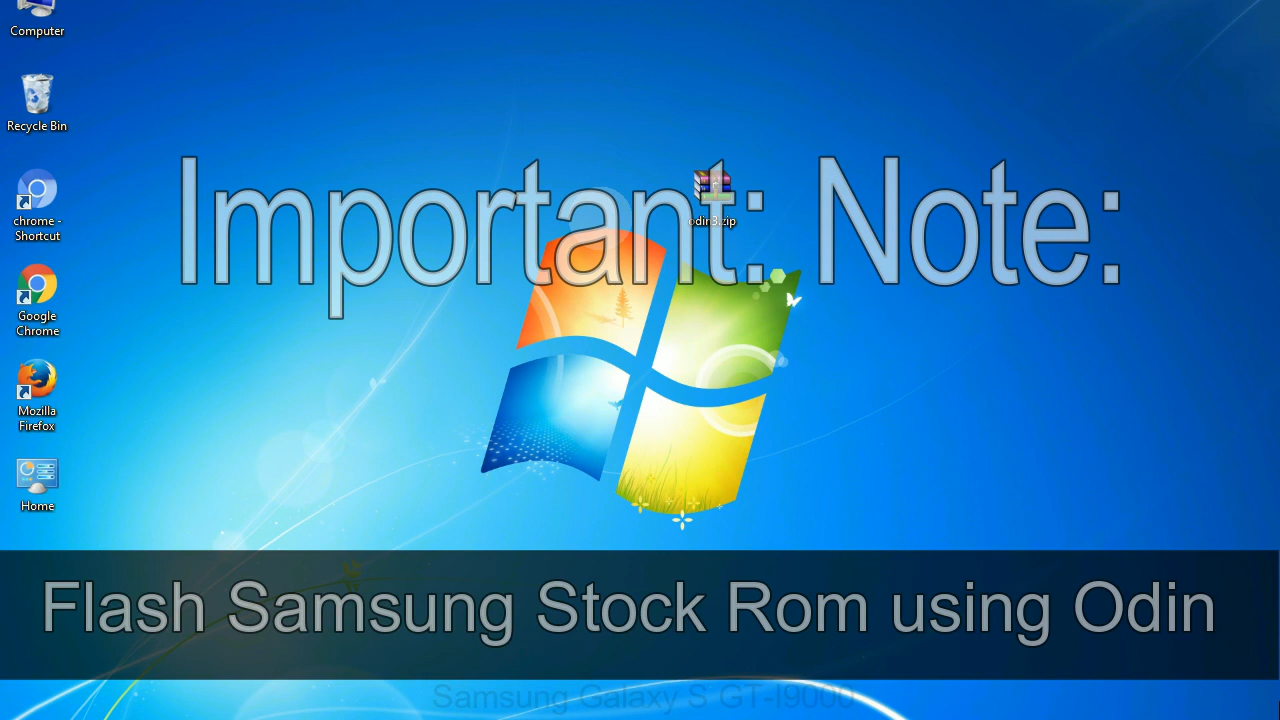 Computer
Recycle Bin
chrome -
Shortcut
Google
Chrome
Mozilla
Firefox
Home
odin3.zip
Important: Note:
Flash Samsung Stock Rom using Odin
Samsung Galaxy S GT-I9000